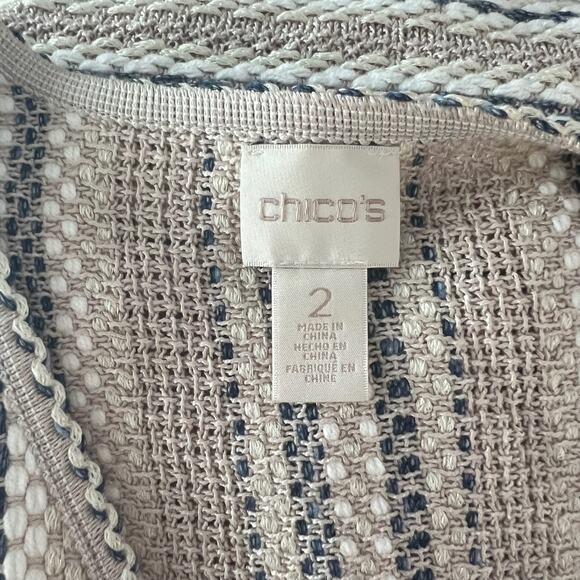 chico's
2
MADE IN
CHINA
HECHO EN
CHINA
FABRIQUÉ EN
CHINE